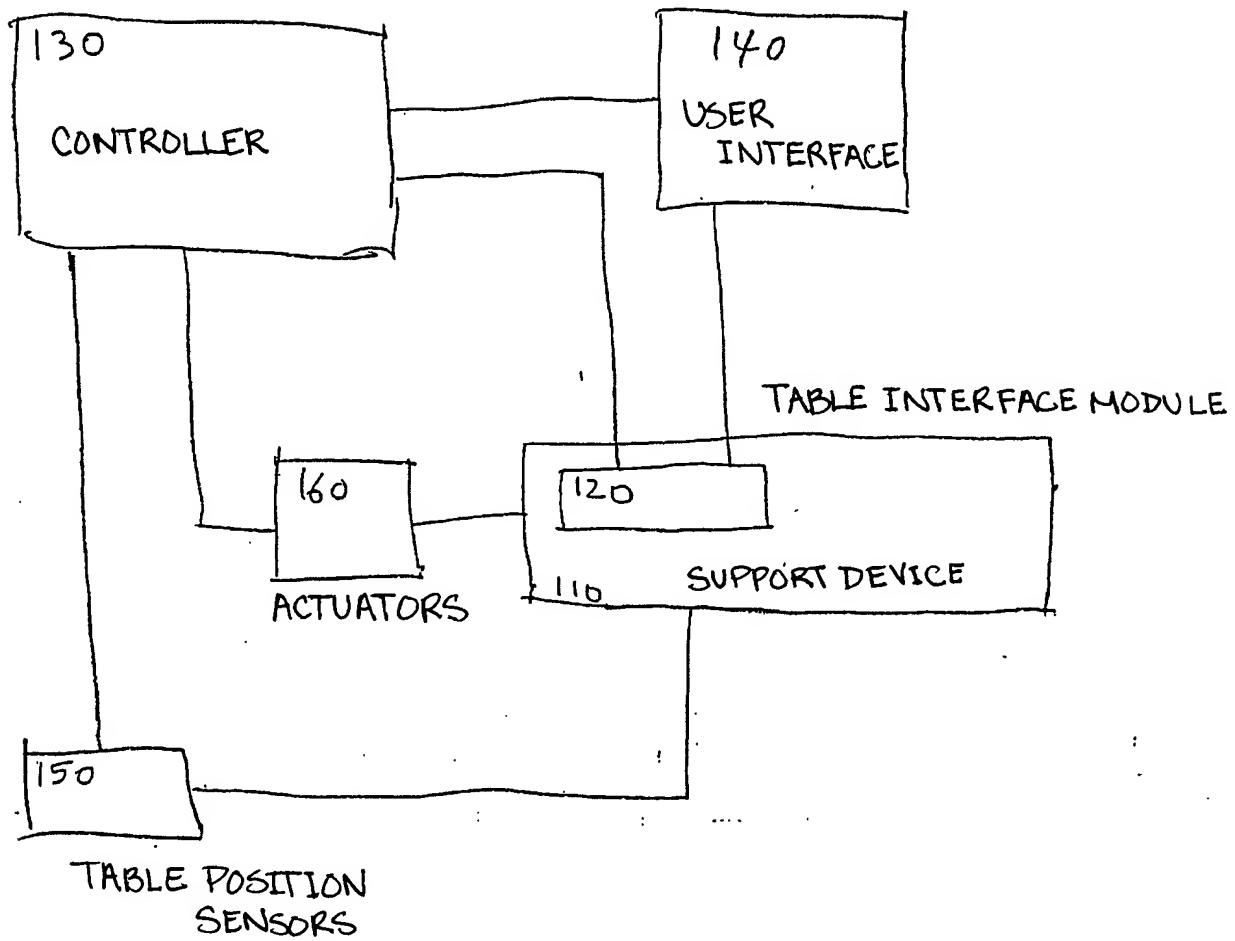 130
CONTROLLER
140
USER
INTERFACE
TABLE INTERFACE MODULE
160
ACTUATORS
120
110
SUPPORT DEVICE
150
TABLE POSITION
SENSORS